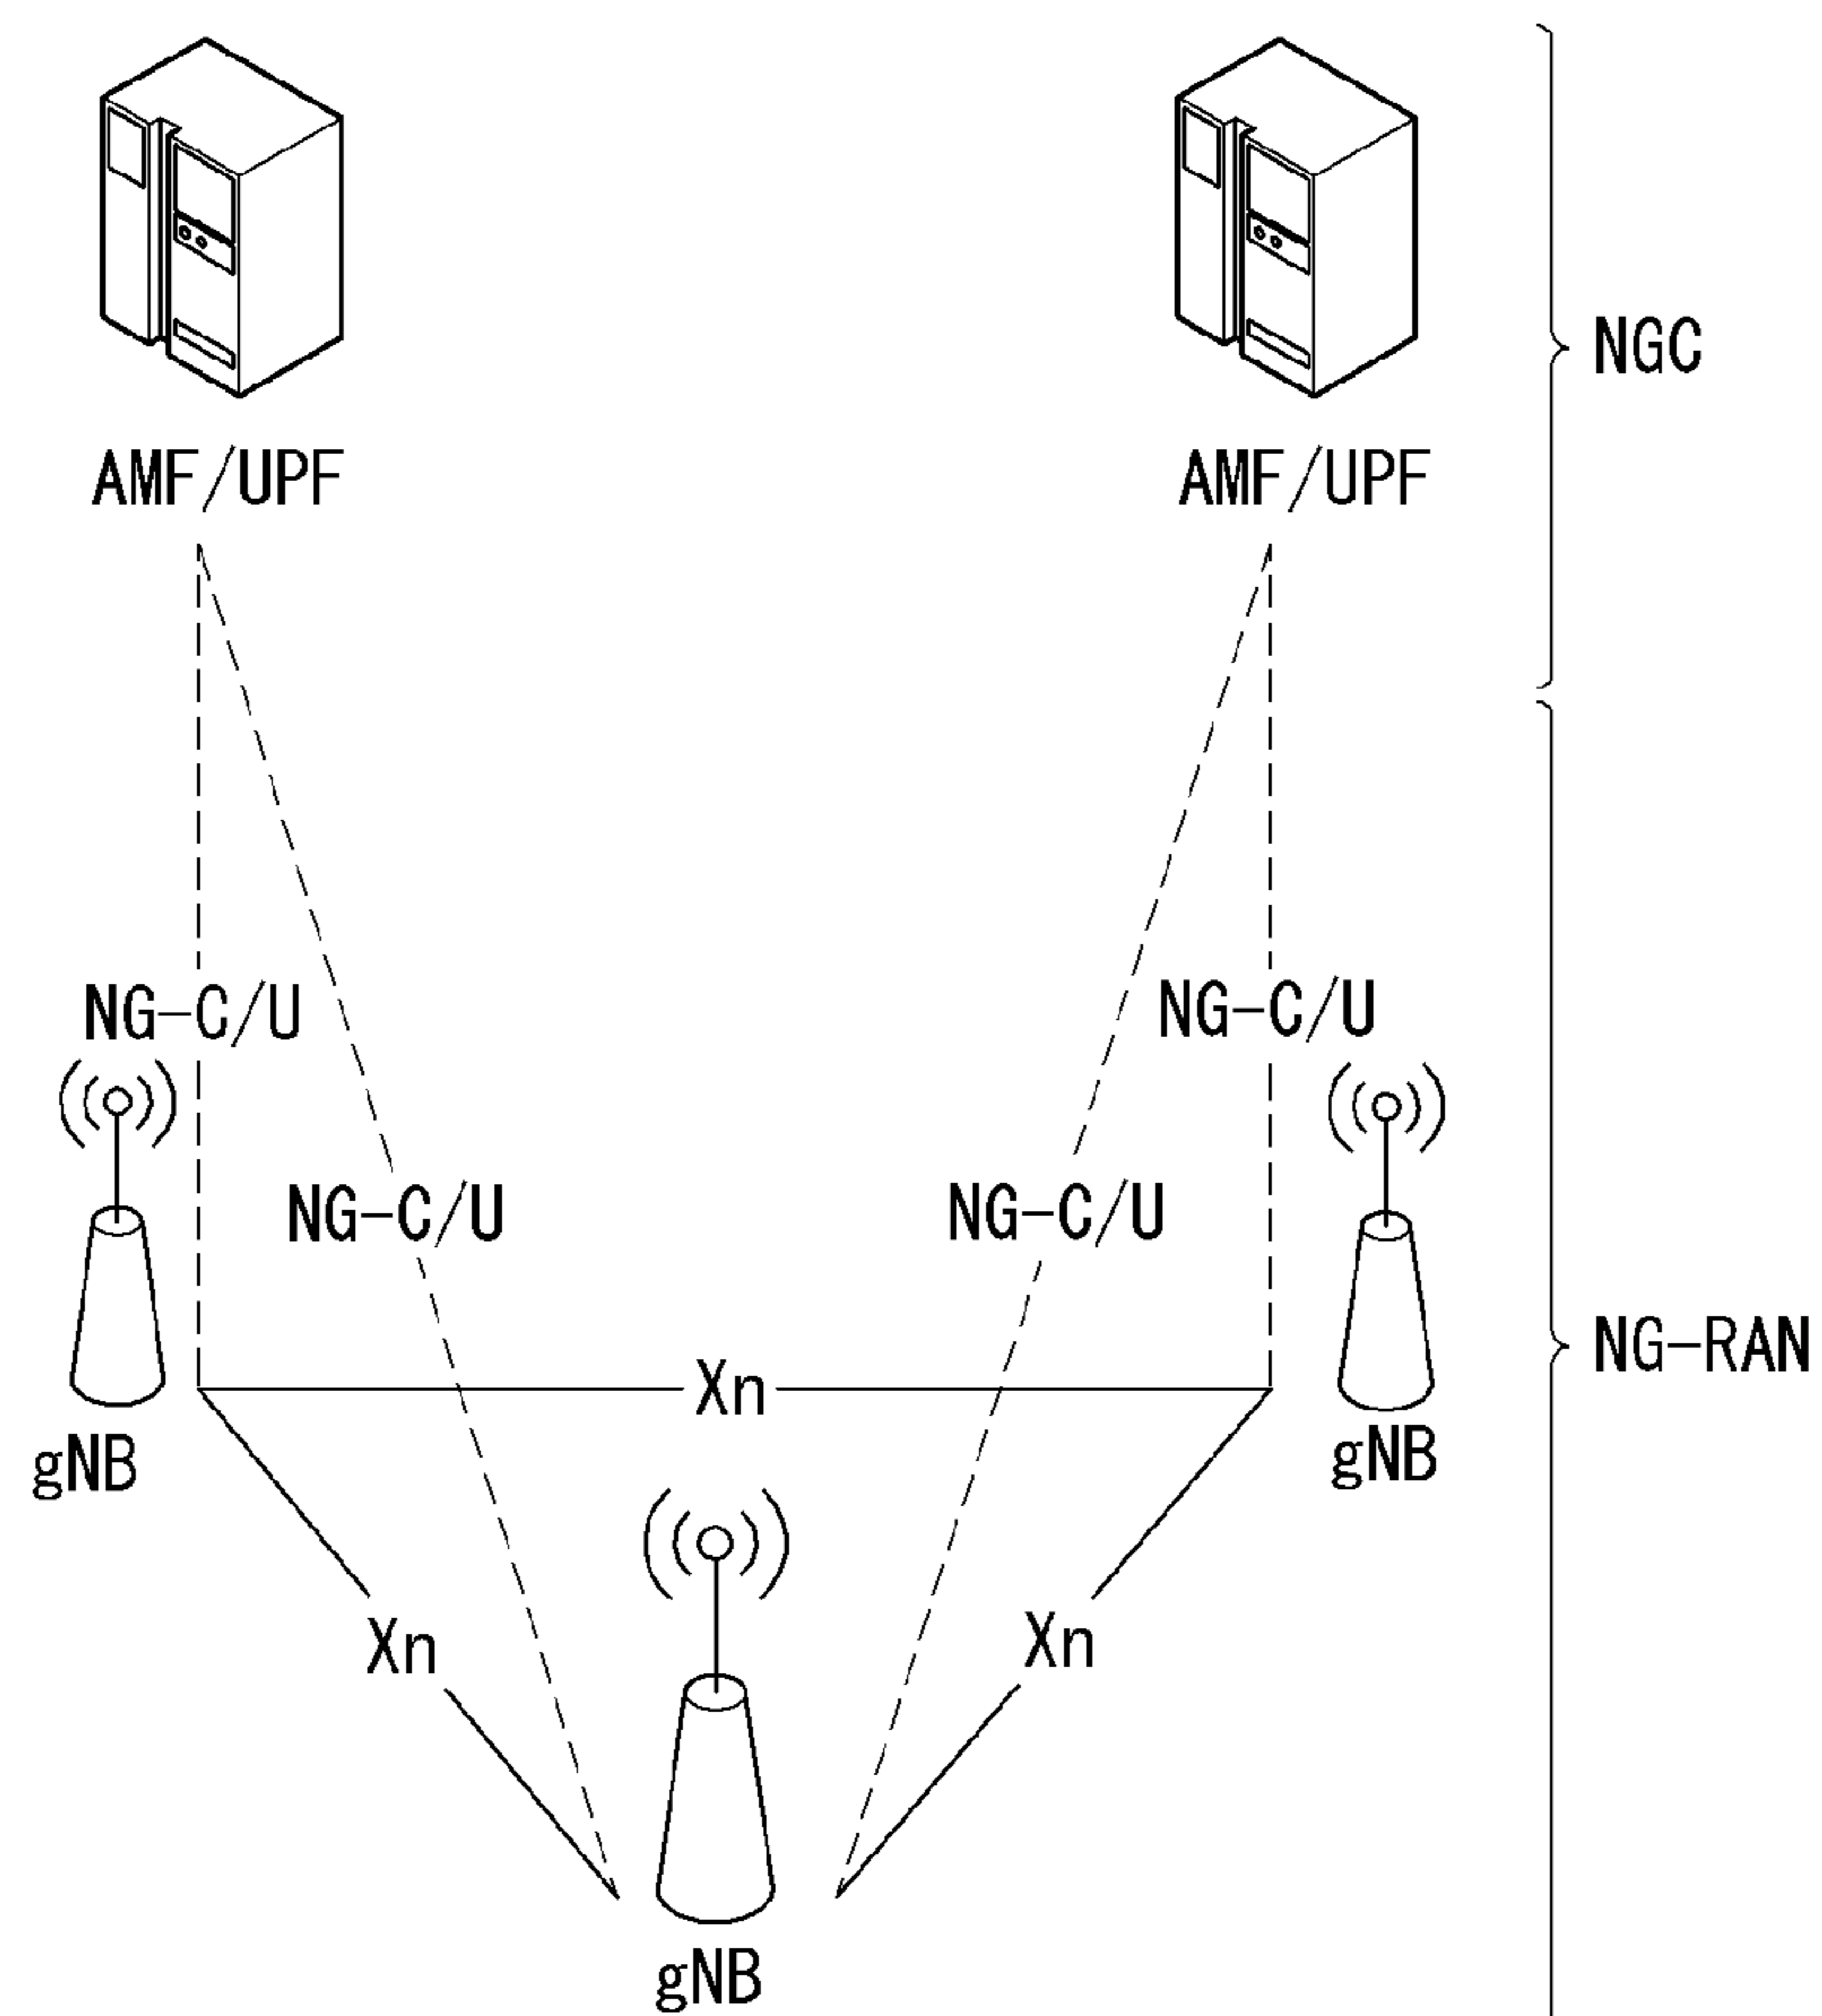 NGC
AMF/UPF
AMF/UPF
NG-C/U
NG-C/U
NG-C/U
NG-C/U
NG-RAN
Xn
gNB
gNB
Xn
Xn
gNB